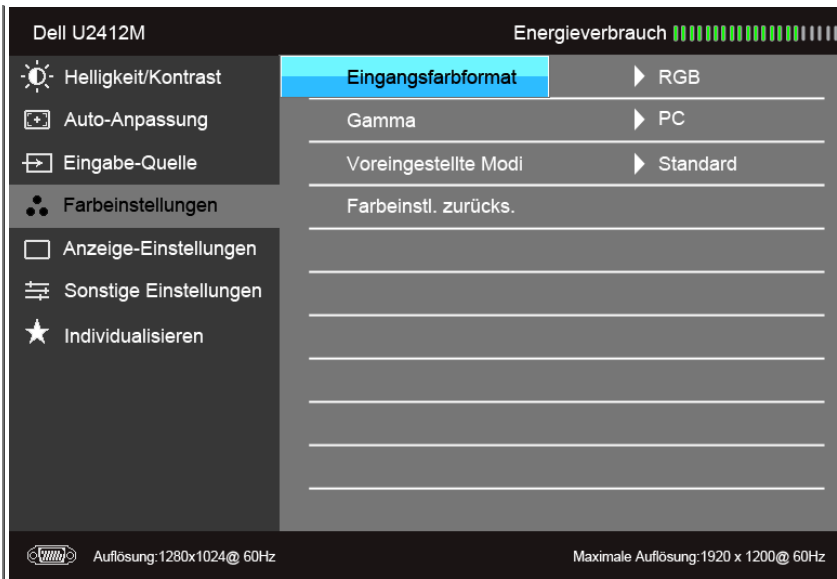 Dell U2412M Energieverbrauch
Helligkeit/Kontrast Eingangsfarbformat RGB
Auto-Anpassung Gamma PC
Eingabe-Quelle Voreingestellte Modi Standard
Farbeinstellungen Farbeinstl. zurücks.
Anzeige-Einstellungen
Sonstige Einstellungen
Individualisieren
Auflösung:1280x1024@ 60Hz Maximale Auflösung:1920 x 1200@ 60Hz